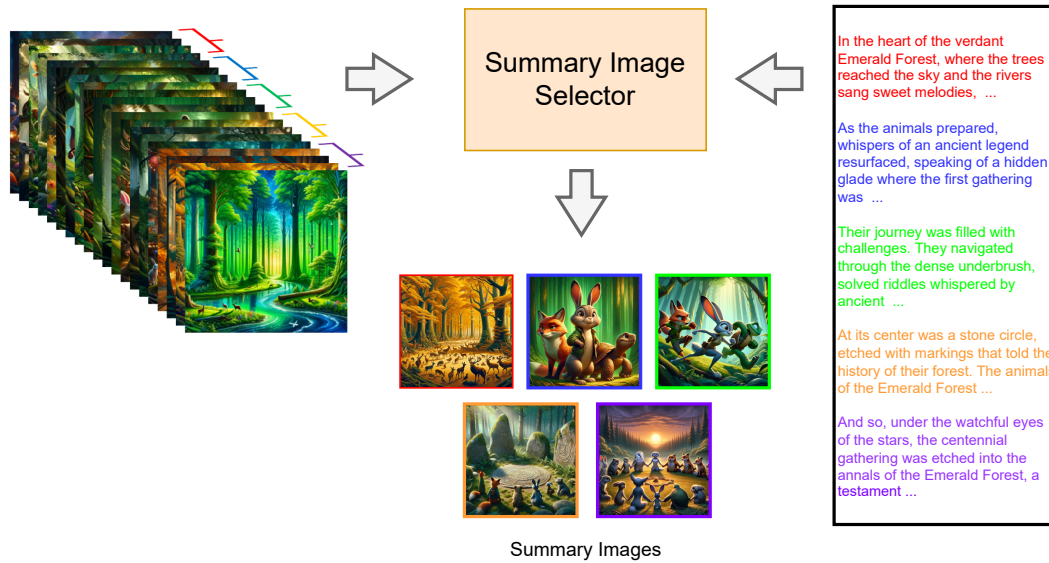 Summary Image
Selector
In the heart of the verdant
Emerald Forest, where the trees
reached the sky and the rivers
sang sweet melodies,  ...
As the animals prepared,
whispers of an ancient legend
resurfaced, speaking of a hidden
glade where the first gathering
was  ...
Their journey was filled with
challenges. They navigated
through the dense underbrush,
solved riddles whispered by
ancient  ...
At its center was a stone circle,
etched with markings that told the
history of their forest. The animals
of the Emerald Forest ...
And so, under the watchful eyes
of the stars, the centennial
gathering was etched into the
annals of the Emerald Forest, a
testament ...
Summary Images